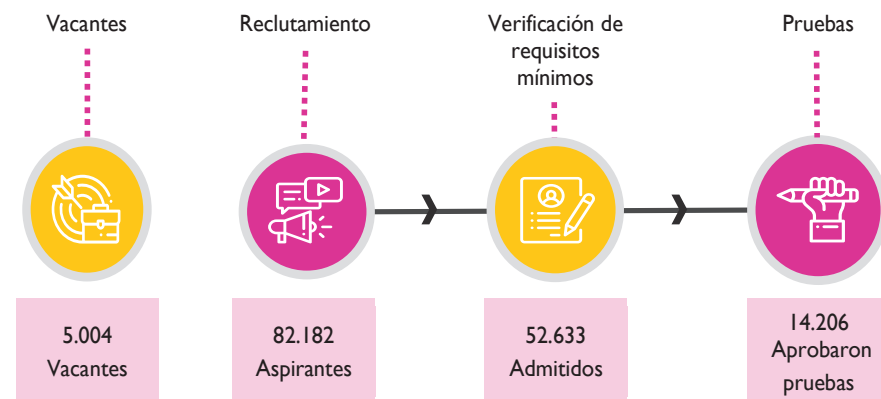 Vacantes
Reclutamiento
Verificación de
requisitos
mínimos
Pruebas
5.004
Vacantes
82.182
Aspirantes
52.633
Admitidos
14.206
Aprobaron
pruebas